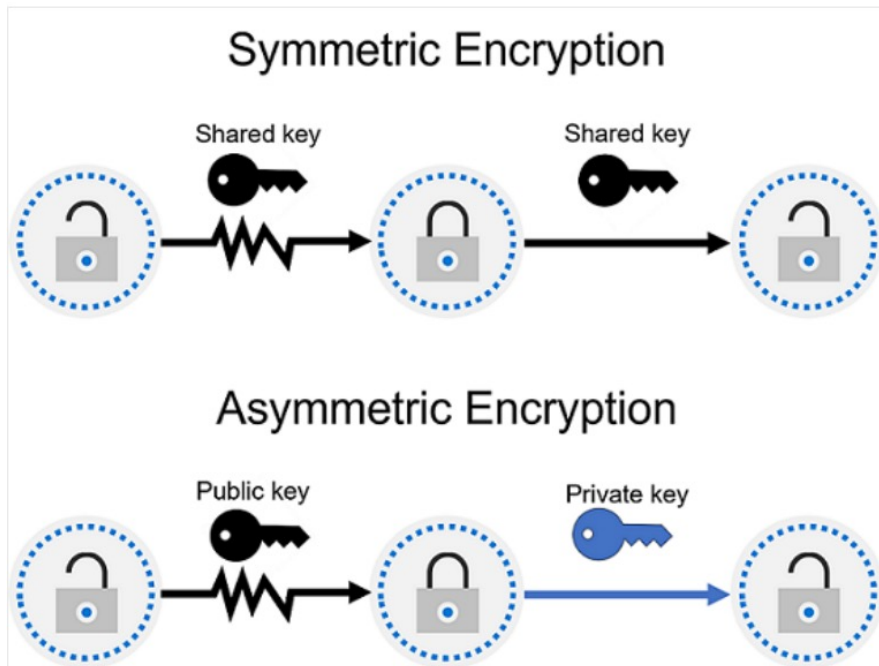 Symmetric Encryption
Shared key Shared key
Asymmetric Encryption
Public key Private key